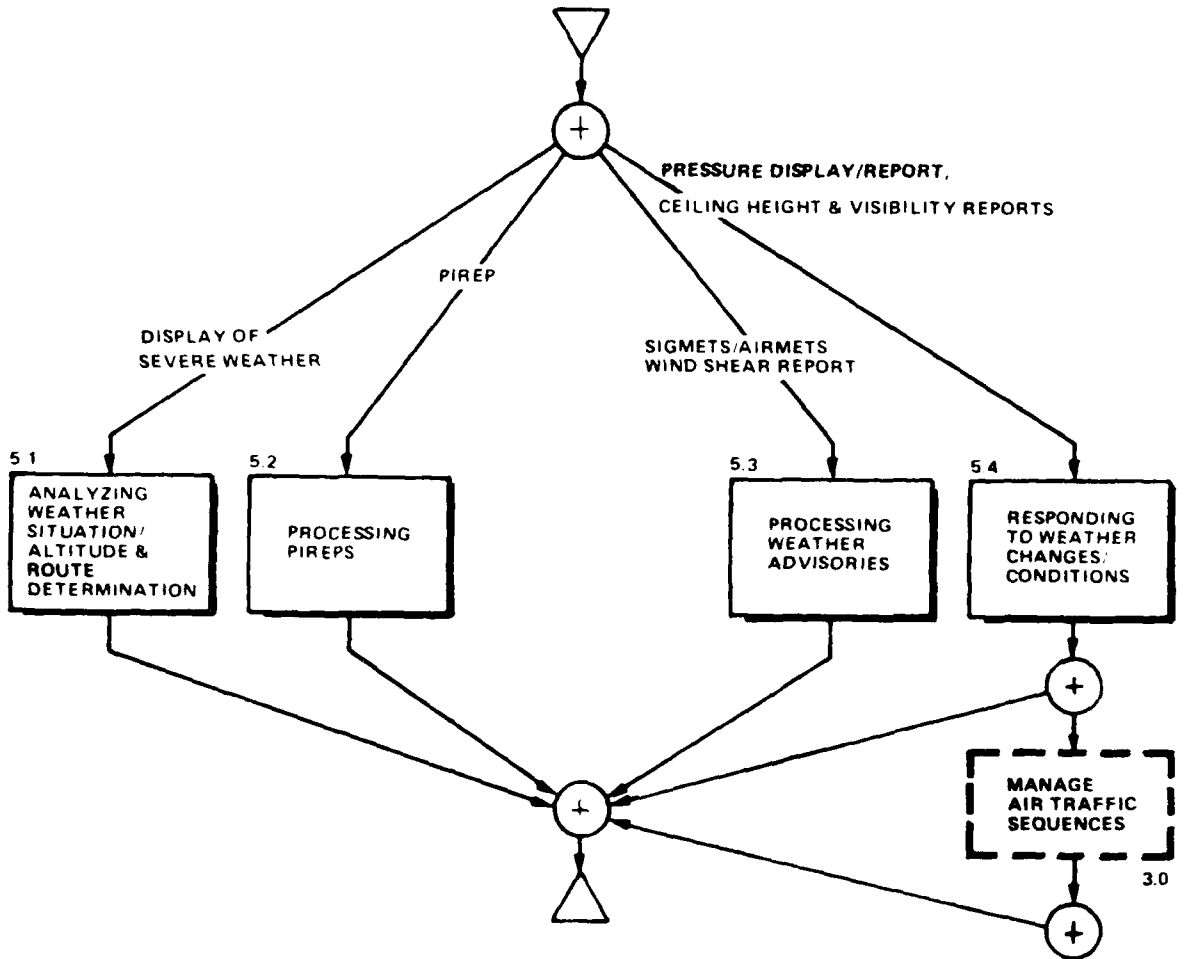 +
PRESSURE DISPLAY/REPORT,
CEILING HEIGHT & VISIBILITY REPORTS
PIREP
DISPLAY OF
SEVERE WEATHER
SIGMETS/AIRMETS
WIND SHEAR REPORT
5.1
ANALYZING
WEATHER
SITUATION/
ALTITUDE &
ROUTE
DETERMINATION
5.2
PROCESSING
PIREPS
5.3
PROCESSING
WEATHER
ADVISORIES
5.4
RESPONDING
TO WEATHER
CHANGES/
CONDITIONS
+
MANAGE
AIR TRAFFIC
SEQUENCES
3.0
+
+